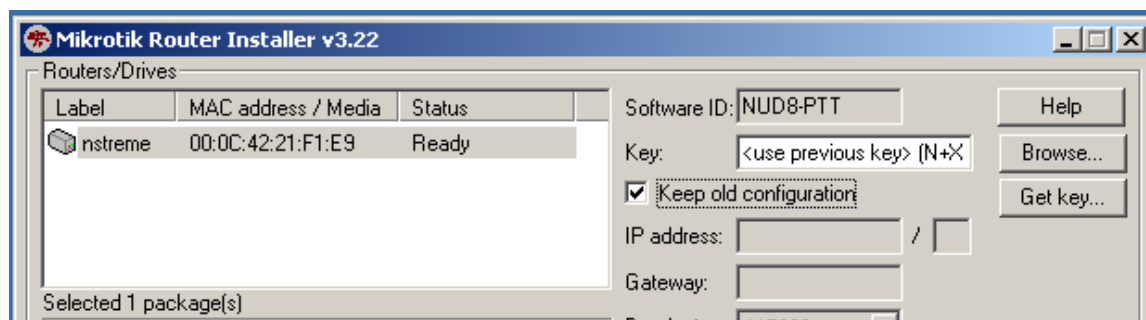 Mikrotik Router Installer v3.22
Routers/Drives
Label MAC address / Media Status
nstreme 00:0C:42:21:F1:E9 Ready
Selected 1 package(s)
Software ID: NUD8-PTT
Key: <use previous key> (N+X
Keep old configuration
IP address: /
Gateway:
Help
Browse...
Get key...